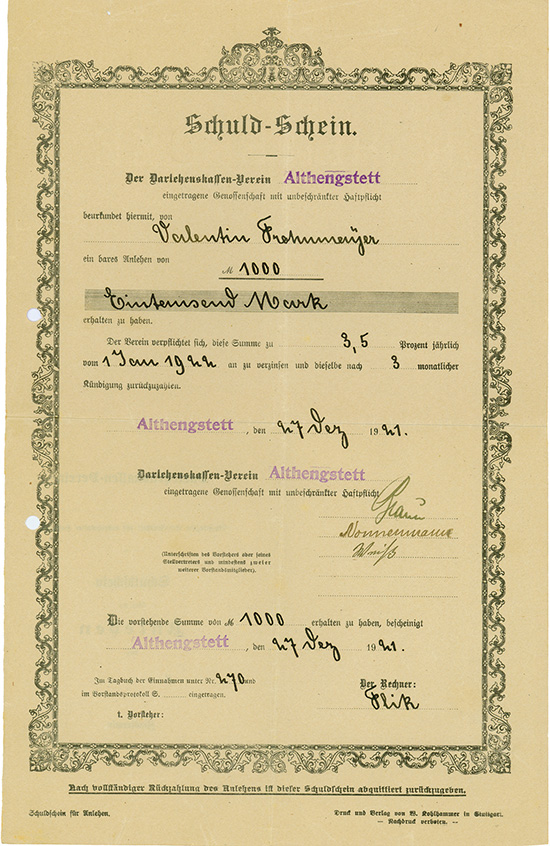 Schuld-Schein.
Der Darlehenskassen-Verein Althengstett
eingetragene Genossenschaft mit unbeschränkter Haftpflicht
beurkundet hiermit, von
Valentin Frohnmeyer
ein bares Anlehen von
M 1000
Eintausend Mark
erhalten zu haben.
Der Verein verpflichtet sich, diese Summe zu 3,5 Prozent jährlich
vom 1 Jan 1922 an zu verzinsen und dieselbe nach 3 monatlicher
Kündigung zurückzuzahlen.
Althengstett, den 27 Dez 1921.
Darlehenskassen-Verein Althengstett
eingetragene Genossenschaft mit unbeschränkter Haftpflicht
Braun
Nonnenmann
Weiß
(Unterschriften des Vorstehers oder seines
Stellvertreters und mindestens zweier
weiterer Vorstandsmitglieder).
Die vorstehende Summe von M 1000 erhalten zu haben, bescheinigt
Althengstett, den 27 Dez 1921.
Im Tagbuch der Einnahmen unter Nr. 270 und
im Vorstandsprotokoll S. eingetragen.
Der Rechner:
Flik
t. Vorsteher:
Nach vollständiger Rückzahlung des Anlehens ist dieser Schuldschein abquittiert zurückzugeben.
Schuldschein für Anlehen.
Druck und Verlag von W. Kohlhammer in Stuttgart.
— Nachdruck verboten. —